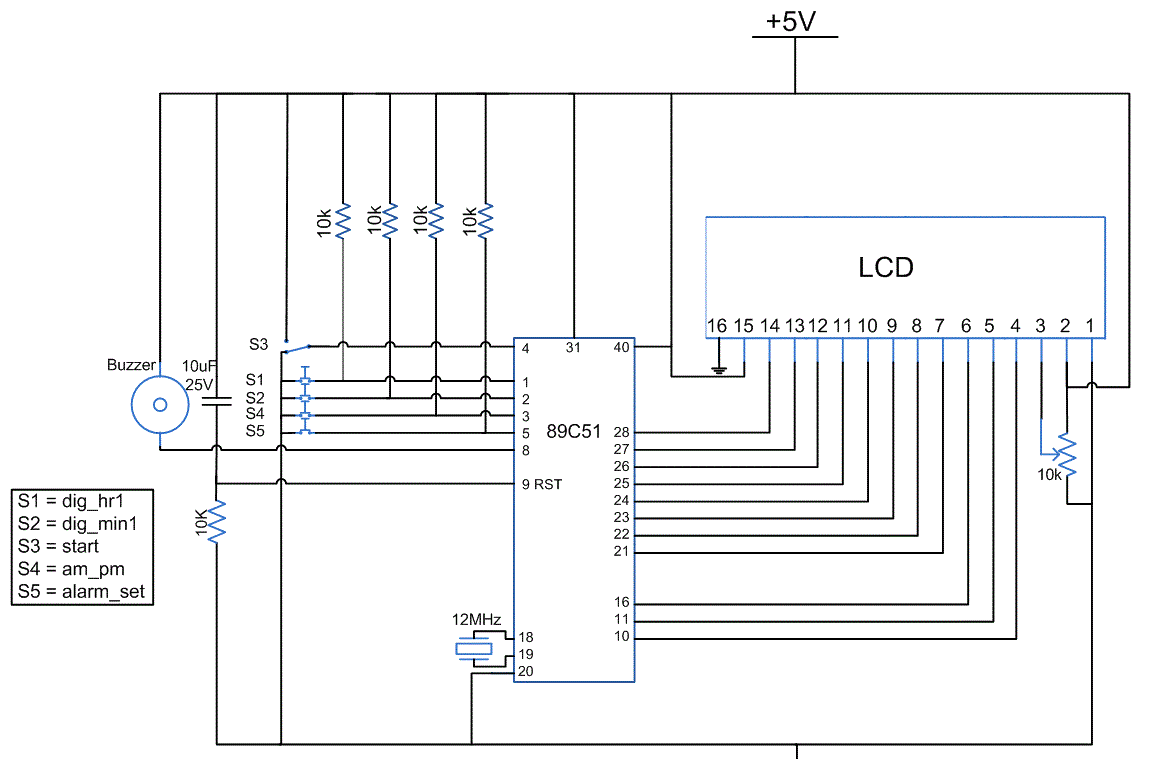 +5V
10k
10k
10k
10k
LCD
16 15 14 13 12 11 10 9 8 7 6 5 4 3 2 1
S3
4
31
40
Buzzer
10uF
25V
S1
1
S2
2
S4
3
S5
5
89C51
28
8
27
26
9 RST
25
24
23
22
21
10k
10K
S1 = dig_hr1
S2 = dig_min1
S3 = start
S4 = am_pm
S5 = alarm_set
16
11
10
12MHz
18
19
20